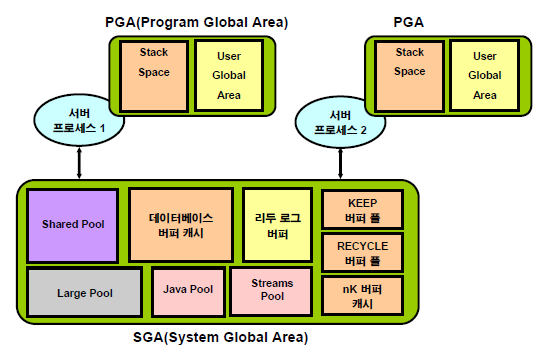 PGA(Program Global Area)
PGA
Stack
Space
User
Global
Area
Stack
Space
User
Global
Area
서버
프로세스 1
서버
프로세스 2
Shared Pool
데이터베이스
버퍼 캐시
리두 로그
버퍼
KEEP
버퍼 풀
RECYCLE
버퍼 풀
Large Pool
Java Pool
Streams
Pool
nK 버퍼
캐시
SGA(System Global Area)